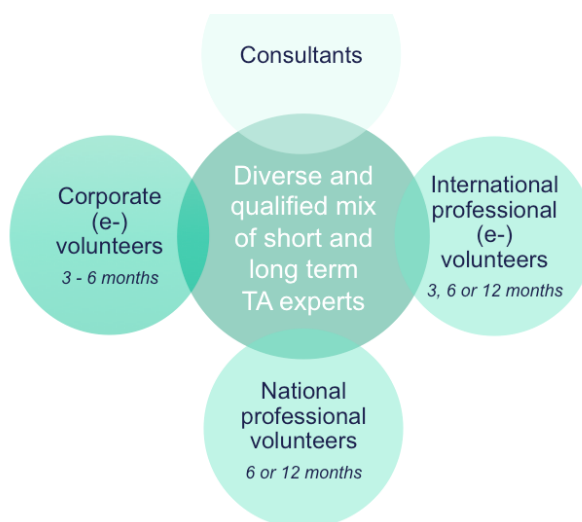 Consultants
Corporate
(e-)
volunteers
3 - 6 months
Diverse and
qualified mix
of short and
long term
TA experts
International
professional
(e-)
volunteers
3, 6 or 12 months
National
professional
volunteers
6 or 12 months